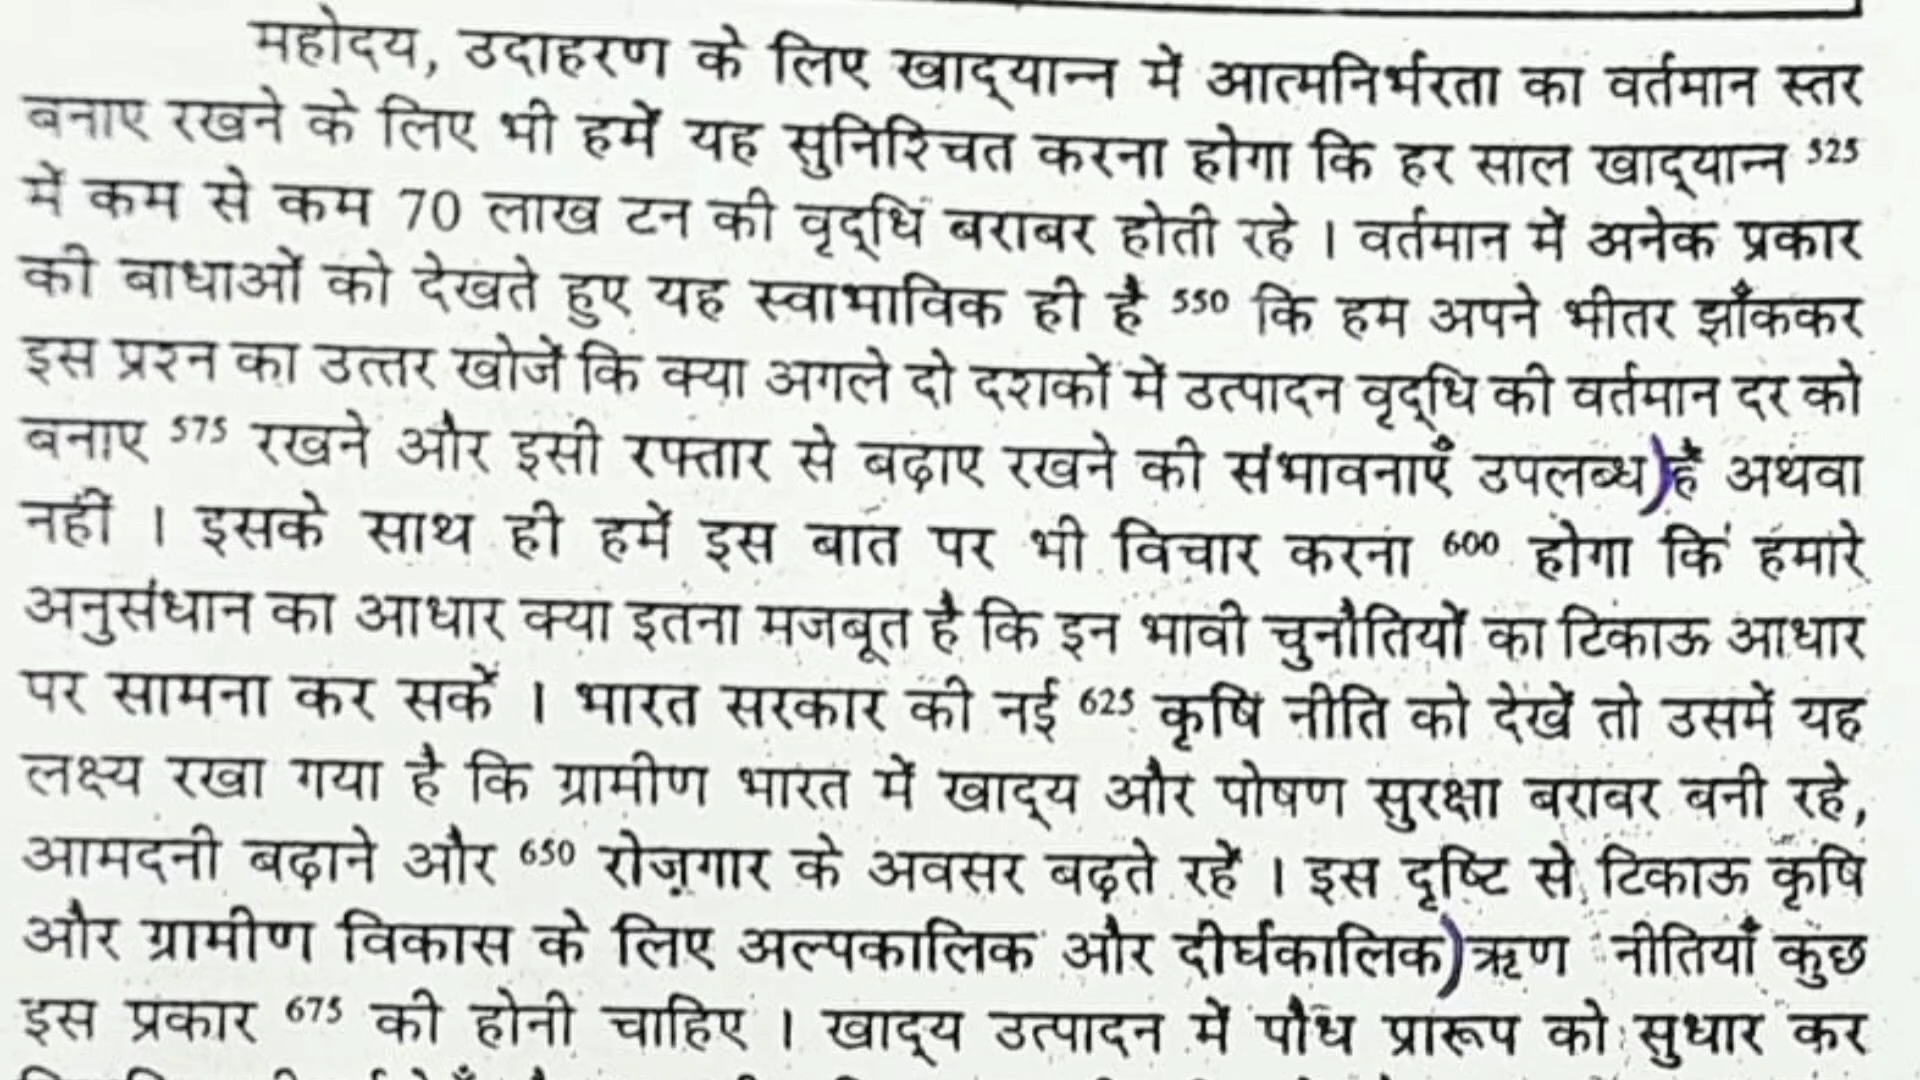 महोदय, उदाहरण के लिए खाद्यान्न में आत्मनिर्भरता का वर्तमान स्तर
बनाए रखने के लिए भी हमें यह सुनिश्चित करना होगा कि हर साल खाद्यान्न 525
में कम से कम 70 लाख टन की वृद्धि बराबर होती रहे । वर्तमान में अनेक प्रकार
की बाधाओं को देखते हुए यह स्वाभाविक ही है 550 कि हम अपने भीतर झाँककर
इस प्रश्न का उत्तर खोजें कि क्या अगले दो दशकों में उत्पादन वृद्धि की वर्तमान दर को
बनाए 575 रखने और इसी रफ्तार से बढ़ाए रखने की संभावनाएँ उपलब्ध) हैं अथवा
नहीं । इसके साथ ही हमें इस बात पर भी विचार करना 600 होगा कि हमारे
अनुसंधान का आधार क्या इतना मजबूत है कि इन भावी चुनौतियों का टिकाऊ आधार
पर सामना कर सकें । भारत सरकार की नई 625 कृषि नीति को देखें तो उसमें यह
लक्ष्य रखा गया है कि ग्रामीण भारत में खाद्य और पोषण सुरक्षा बरावर बनी रहे,
आमदनी बढ़ाने और 650 रोज़गार के अवसर बढ़ते रहें । इस दृष्टि से टिकाऊ कृषि
और ग्रामीण विकास के लिए अल्पकालिक और दीर्घकालिक) ऋण नीतियाँ कुछ
इस प्रकार 675 की होनी चाहिए । खाद्य उत्पादन में पौध प्रारूप को सुधार कर